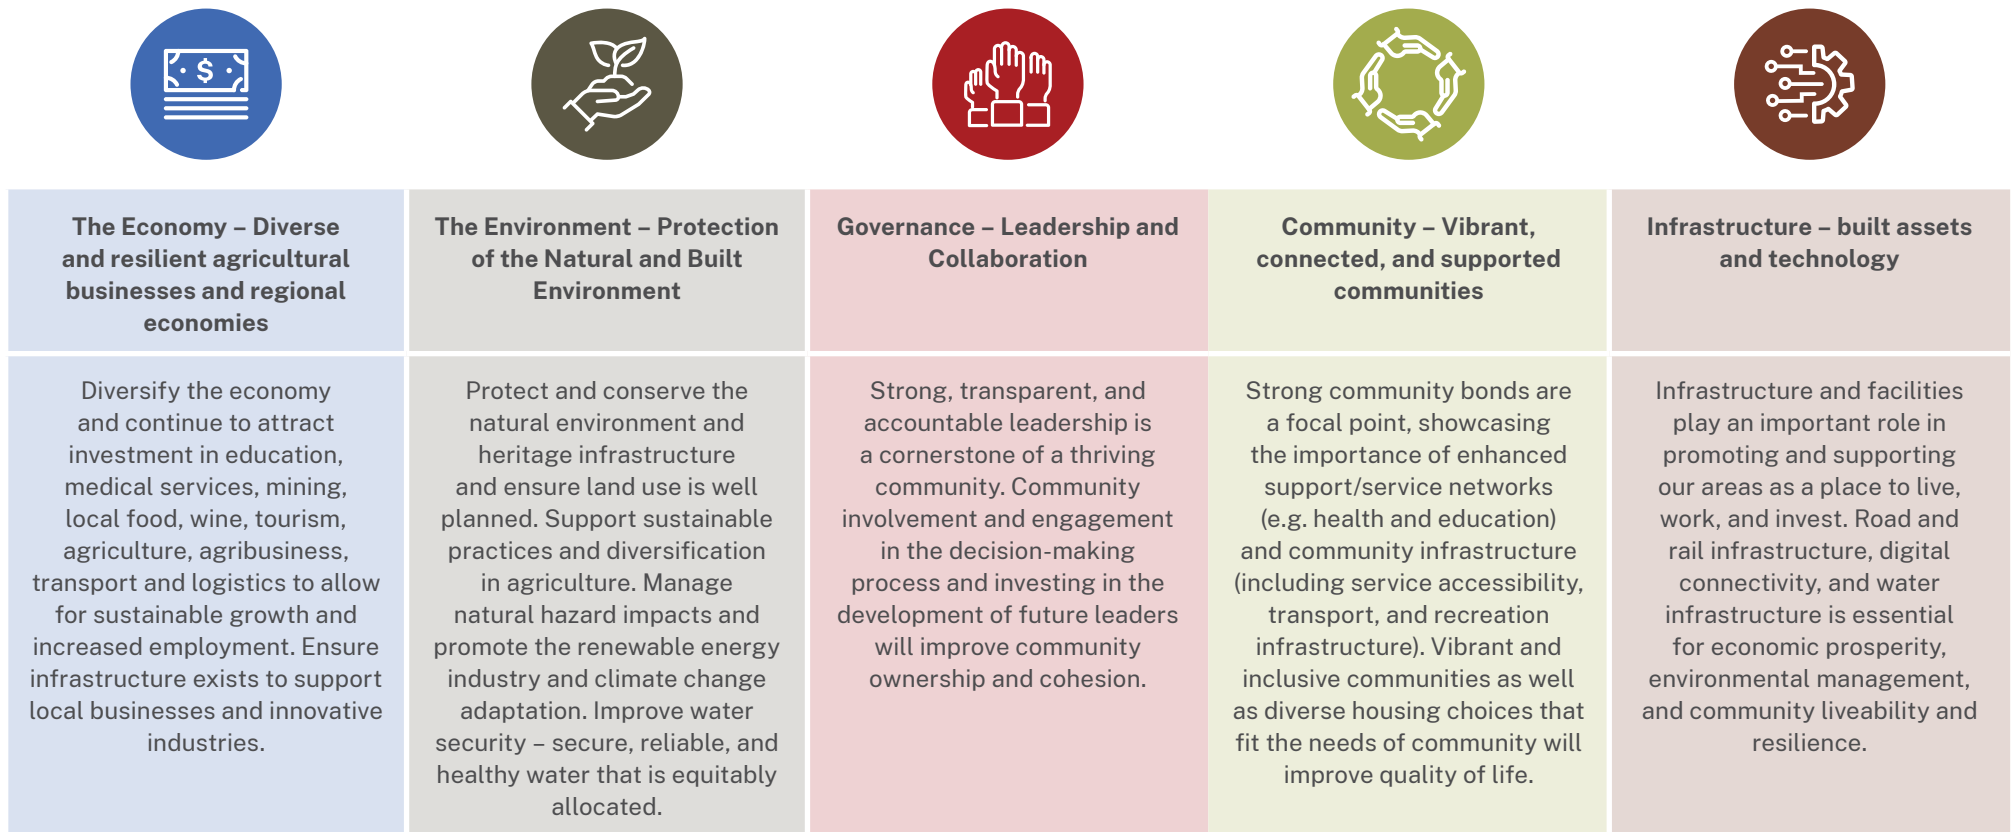 $
The Economy – Diverse
and resilient agricultural
businesses and regional
economies
Diversify the economy
and continue to attract
investment in education,
medical services, mining,
local food, wine, tourism,
agriculture, agribusiness,
transport and logistics to allow
for sustainable growth and
increased employment. Ensure
infrastructure exists to support
local businesses and innovative
industries.
The Environment – Protection
of the Natural and Built
Environment
Protect and conserve the
natural environment and
heritage infrastructure
and ensure land use is well
planned. Support sustainable
practices and diversification
in agriculture. Manage
natural hazard impacts and
promote the renewable energy
industry and climate change
adaptation. Improve water
security – secure, reliable, and
healthy water that is equitably
allocated.
Governance – Leadership and
Collaboration
Strong, transparent, and
accountable leadership is
a cornerstone of a thriving
community. Community
involvement and engagement
in the decision-making
process and investing in the
development of future leaders
will improve community
ownership and cohesion.
Community – Vibrant,
connected, and supported
communities
Strong community bonds are
a focal point, showcasing
the importance of enhanced
support/service networks
(e.g. health and education)
and community infrastructure
(including service accessibility,
transport, and recreation
infrastructure). Vibrant and
inclusive communities as well
as diverse housing choices that
fit the needs of community will
improve quality of life.
Infrastructure – built assets
and technology
Infrastructure and facilities
play an important role in
promoting and supporting
our areas as a place to live,
work, and invest. Road and
rail infrastructure, digital
connectivity, and water
infrastructure is essential
for economic prosperity,
environmental management,
and community liveability and
resilience.